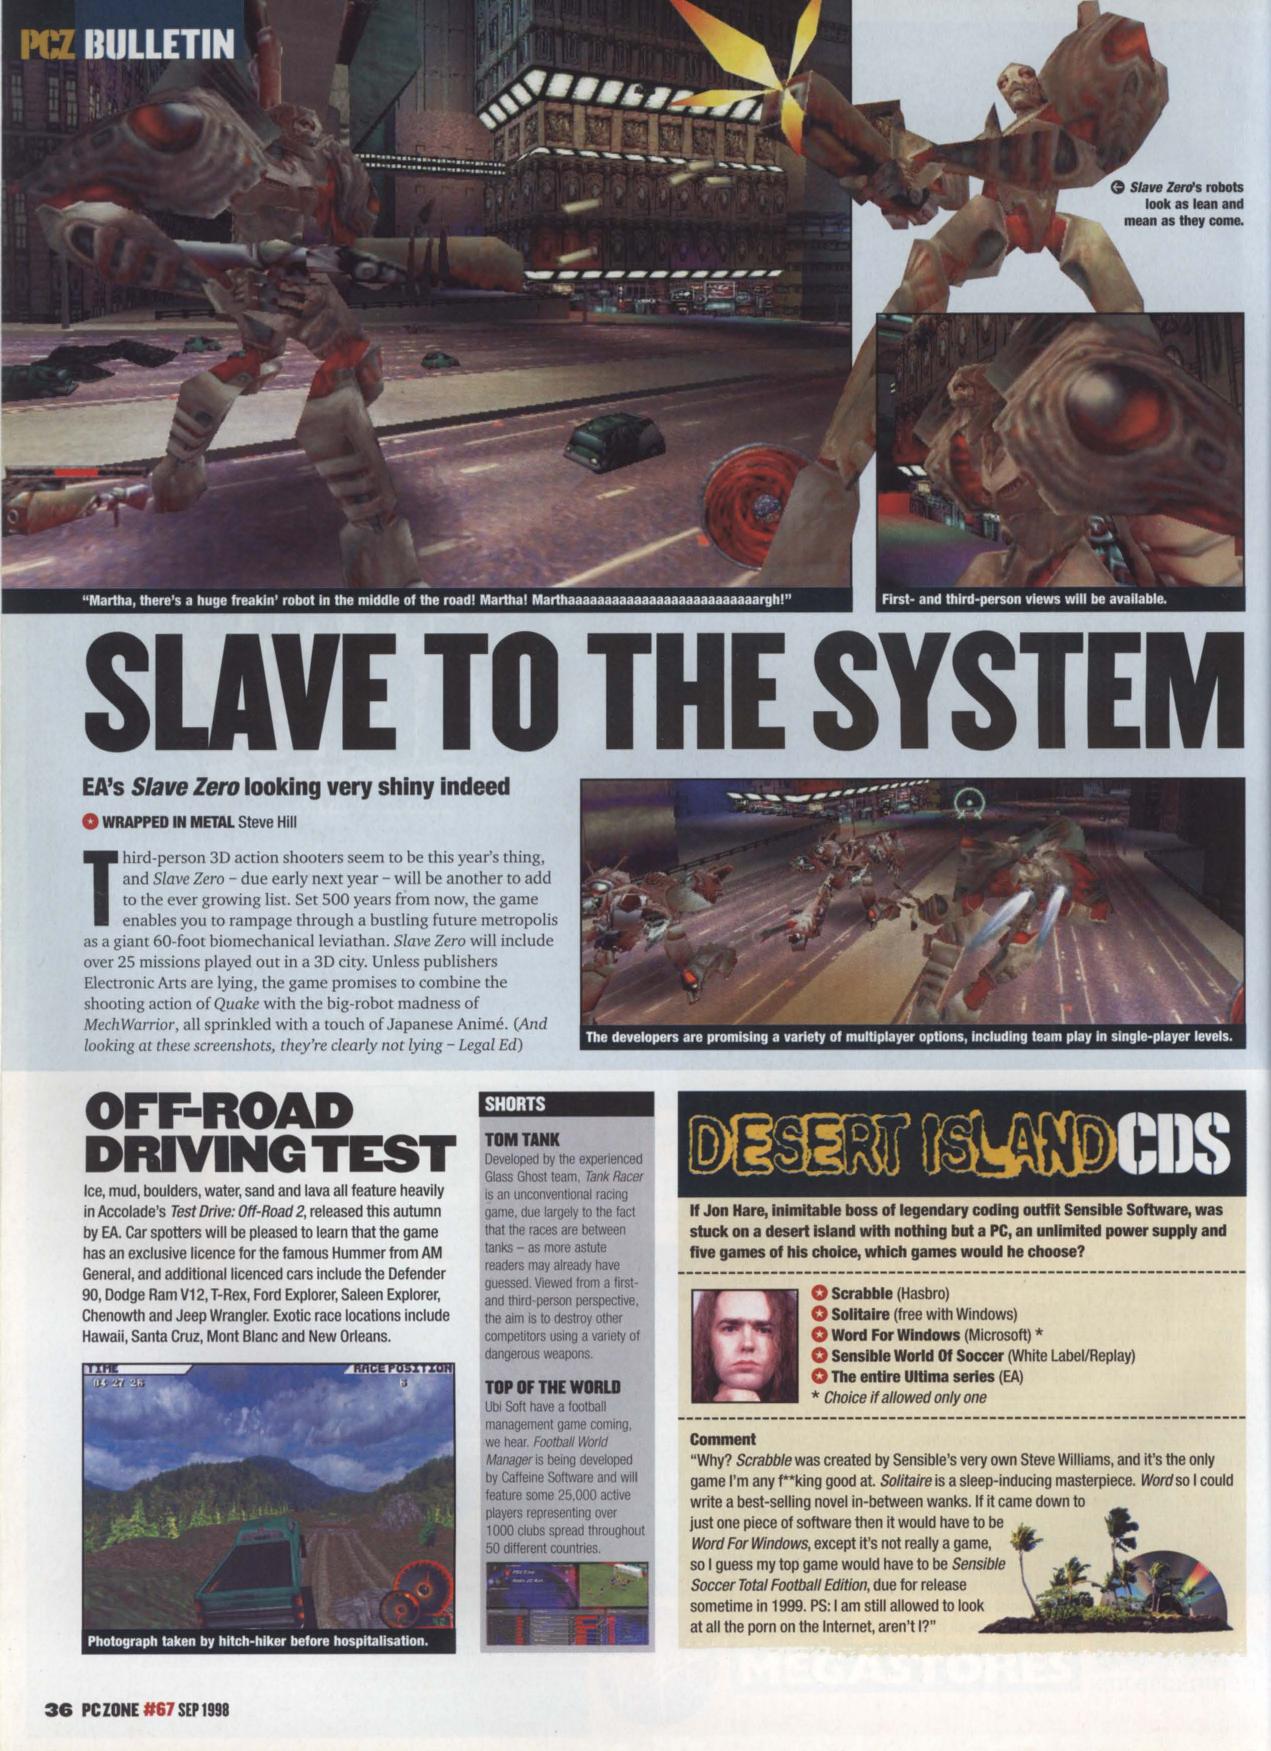 PCZ BULLETIN
Slave Zero's robots
look as lean and
mean as they come.
"Martha, there's a huge freakin' robot in the middle of the road! Martha! Marthaaaaaaaaaaaaaaaaaaaaaaaaaaargh!"
First- and third-person views will be available.
SLAVE TO THE SYSTEM
EA's Slave Zero looking very shiny indeed
WRAPPED IN METAL Steve Hill
Third-person 3D action shooters seem to be this year's thing,
and Slave Zero – due early next year – will be another to add
to the ever growing list. Set 500 years from now, the game
enables you to rampage through a bustling future metropolis
as a giant 60-foot biomechanical leviathan. Slave Zero will include
over 25 missions played out in a 3D city. Unless publishers
Electronic Arts are lying, the game promises to combine the
shooting action of Quake with the big-robot madness of
MechWarrior, all sprinkled with a touch of Japanese Animé. (And
looking at these screenshots, they're clearly not lying – Legal Ed)
The developers are promising a variety of multiplayer options, including team play in single-player levels.
OFF-ROAD
DRIVING TEST
Ice, mud, boulders, water, sand and lava all feature heavily
in Accolade's Test Drive: Off-Road 2, released this autumn
by EA. Car spotters will be pleased to learn that the game
has an exclusive licence for the famous Hummer from AM
General, and additional licenced cars include the Defender
90, Dodge Ram V12, T-Rex, Ford Explorer, Saleen Explorer,
Chenowth and Jeep Wrangler. Exotic race locations include
Hawaii, Santa Cruz, Mont Blanc and New Orleans.
TIME
RACE POSITION
04 27 26
Photograph taken by hitch-hiker before hospitalisation.
SHORTS
TOM TANK
Developed by the experienced
Glass Ghost team, Tank Racer
is an unconventional racing
game, due largely to the fact
that the races are between
tanks – as more astute
readers may already have
guessed. Viewed from a first-
and third-person perspective,
the aim is to destroy other
competitors using a variety of
dangerous weapons.
TOP OF THE WORLD
Ubi Soft have a football
management game coming,
we hear. Football World
Manager is being developed
by Caffeine Software and will
feature some 25,000 active
players representing over
1000 clubs spread throughout
50 different countries.
DESERT ISLAND CDS
If Jon Hare, inimitable boss of legendary coding outfit Sensible Software, was
stuck on a desert island with nothing but a PC, an unlimited power supply and
five games of his choice, which games would he choose?
Scrabble (Hasbro)
Solitaire (free with Windows)
Word For Windows (Microsoft) *
Sensible World Of Soccer (White Label/Replay)
The entire Ultima series (EA)
* Choice if allowed only one
Comment
"Why? Scrabble was created by Sensible's very own Steve Williams, and it's the only
game I'm any f**king good at. Solitaire is a sleep-inducing masterpiece. Word so I could
write a best-selling novel in-between wanks. If it came down to
just one piece of software then it would have to be
Word For Windows, except it's not really a game,
so I guess my top game would have to be Sensible
Soccer Total Football Edition, due for release
sometime in 1999. PS: I am still allowed to look
at all the porn on the Internet, aren't I?"
MEGASTORES
36 PC ZONE #67 SEP 1998